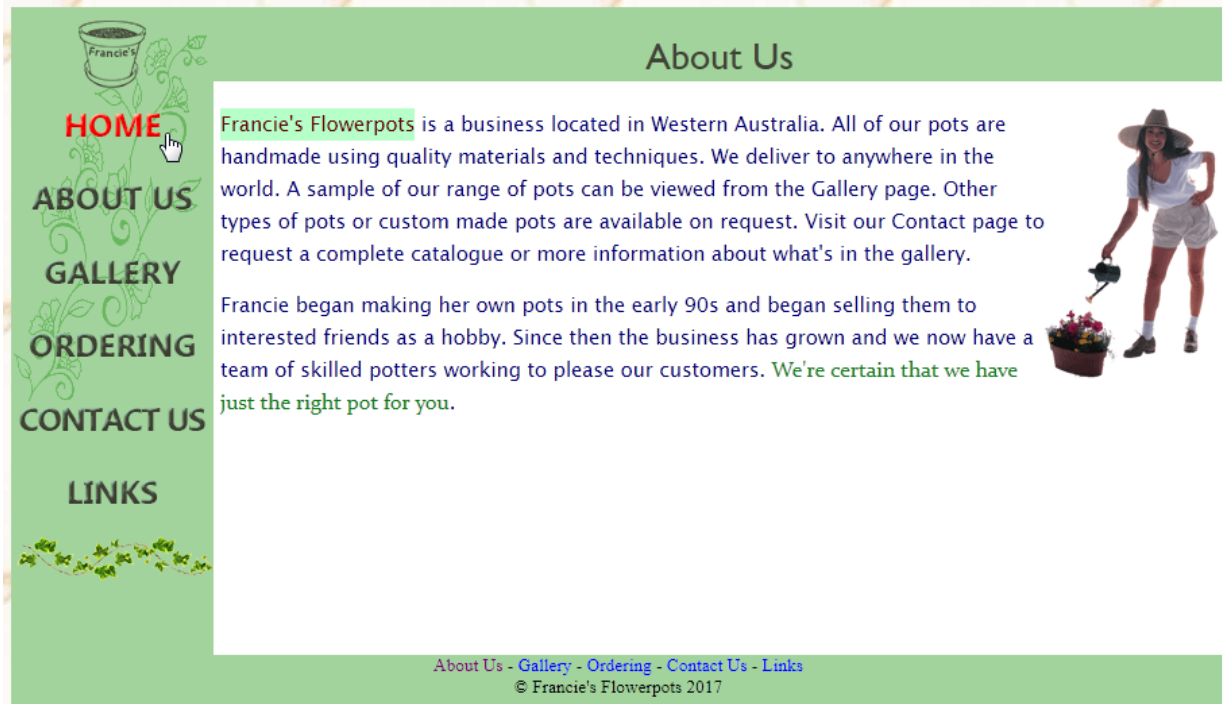 Francie's
HOME
ABOUT US
GALLERY
ORDERING
CONTACT US
LINKS
About Us
Francie's Flowerpots is a business located in Western Australia. All of our pots are
handmade using quality materials and techniques. We deliver to anywhere in the
world. A sample of our range of pots can be viewed from the Gallery page. Other
types of pots or custom made pots are available on request. Visit our Contact page to
request a complete catalogue or more information about what's in the gallery.
Francie began making her own pots in the early 90s and began selling them to
interested friends as a hobby. Since then the business has grown and we now have a
team of skilled potters working to please our customers. We're certain that we have
just the right pot for you.
About Us - Gallery - Ordering - Contact Us - Links
© Francie's Flowerpots 2017